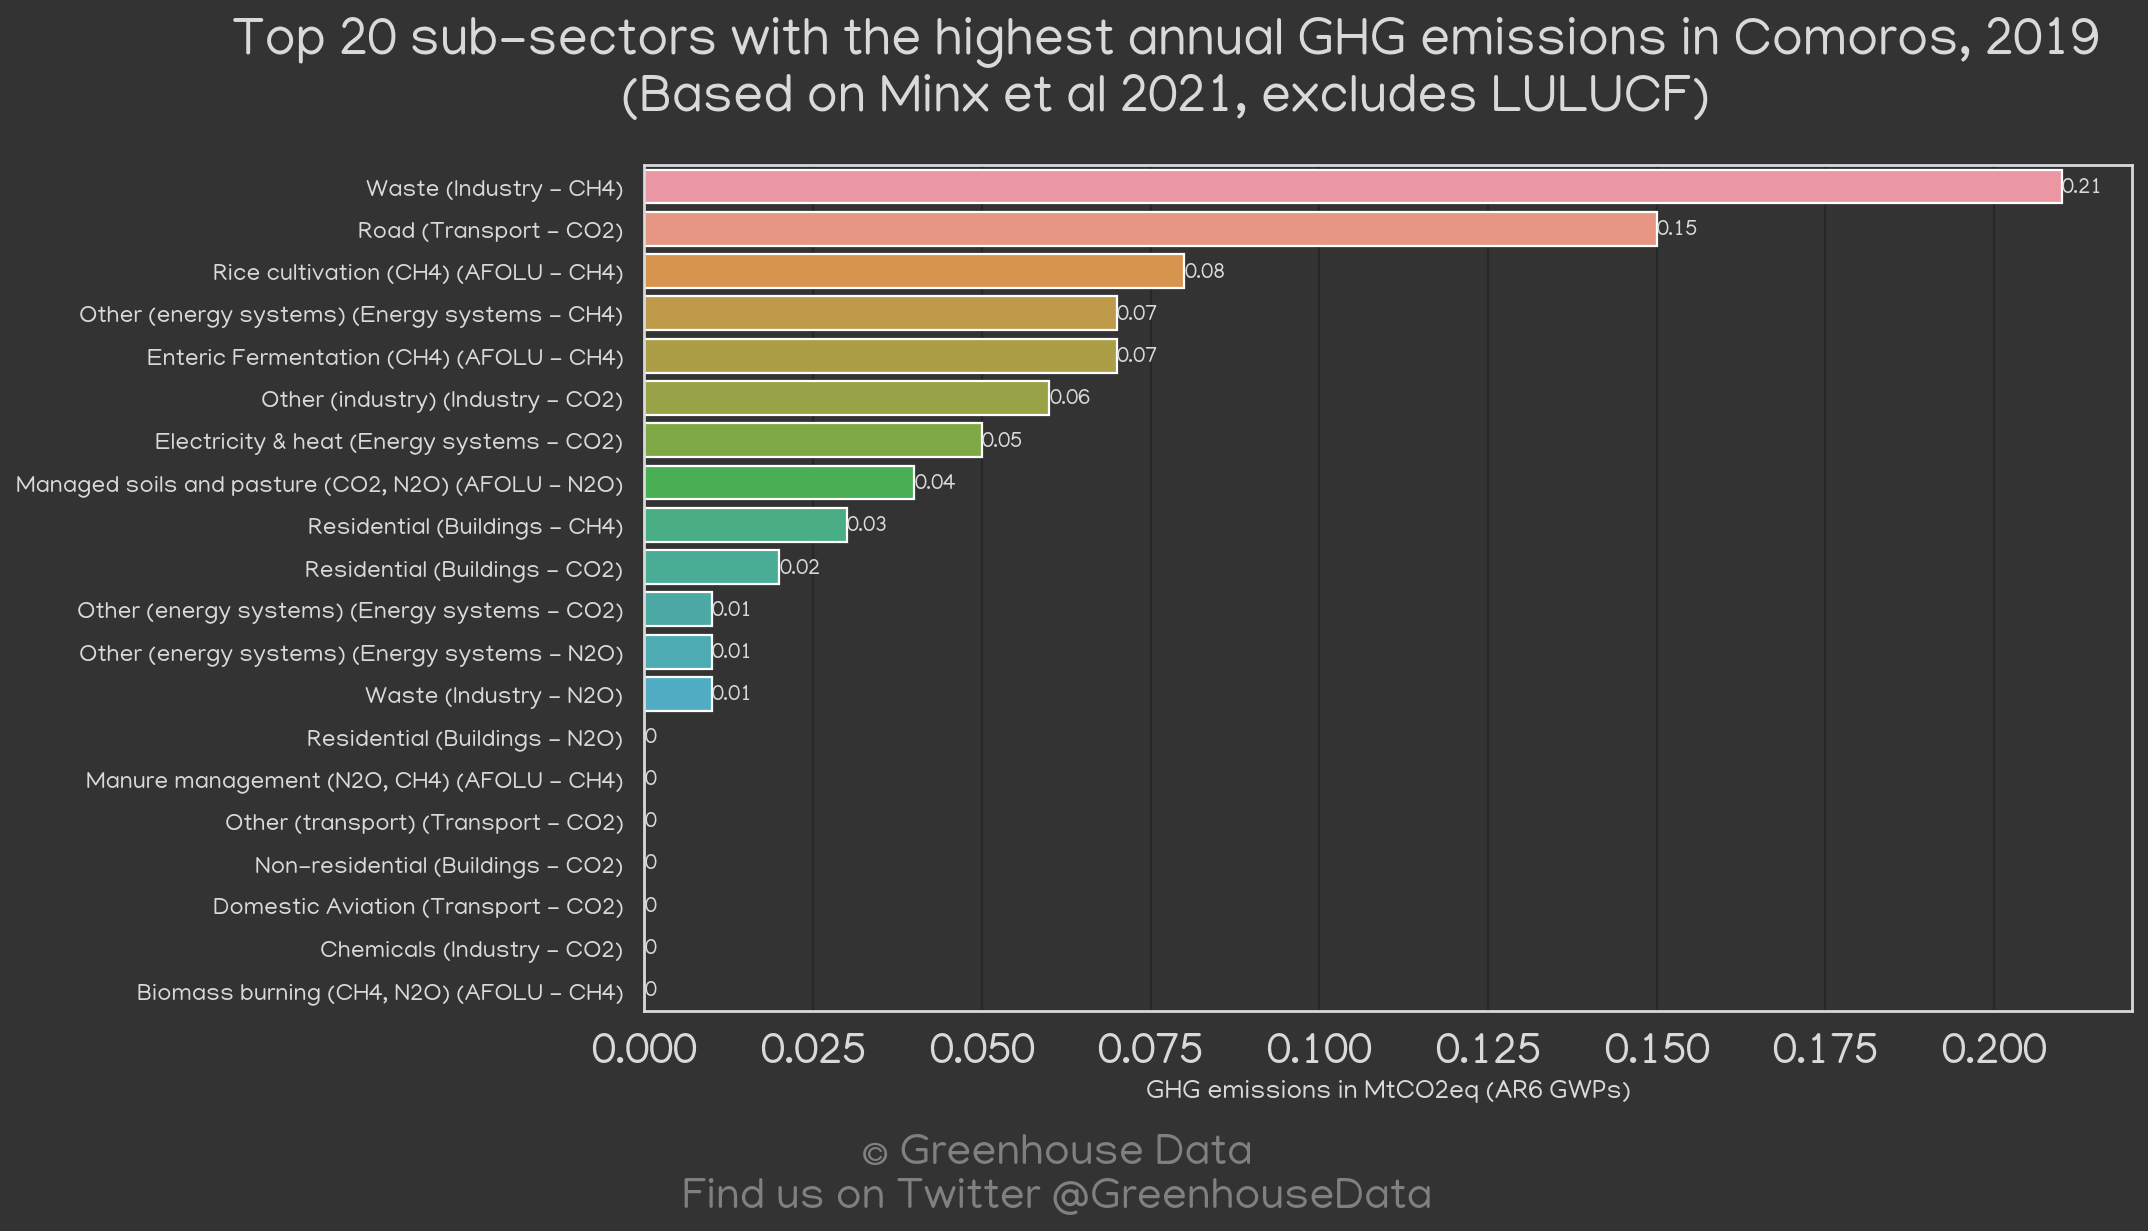 Top 20 sub-sectors with the highest annual GHG emissions in Comoros, 2019
(Based on Minx et al 2021, excludes LULUCF)
Waste (Industry - CH4) 0.21
Road (Transport - CO2) 0.15
Rice cultivation (CH4) (AFOLU - CH4) 0.08
Other (energy systems) (Energy systems - CH4) 0.07
Enteric Fermentation (CH4) (AFOLU - CH4) 0.07
Other (industry) (Industry - CO2) 0.06
Electricity & heat (Energy systems - CO2) 0.05
Managed soils and pasture (CO2, N2O) (AFOLU - N2O) 0.04
Residential (Buildings - CH4) 0.03
Residential (Buildings - CO2) 0.02
Other (energy systems) (Energy systems - CO2) 0.01
Other (energy systems) (Energy systems - N2O) 0.01
Waste (Industry - N2O) 0.01
Residential (Buildings - N2O) 0
Manure management (N2O, CH4) (AFOLU - CH4) 0
Other (transport) (Transport - CO2) 0
Non-residential (Buildings - CO2) 0
Domestic Aviation (Transport - CO2) 0
Chemicals (Industry - CO2) 0
Biomass burning (CH4, N2O) (AFOLU - CH4) 0
0.000 0.025 0.050 0.075 0.100 0.125 0.150 0.175 0.200
GHG emissions in MtCO2eq (AR6 GWPs)
© Greenhouse Data
Find us on Twitter @GreenhouseData